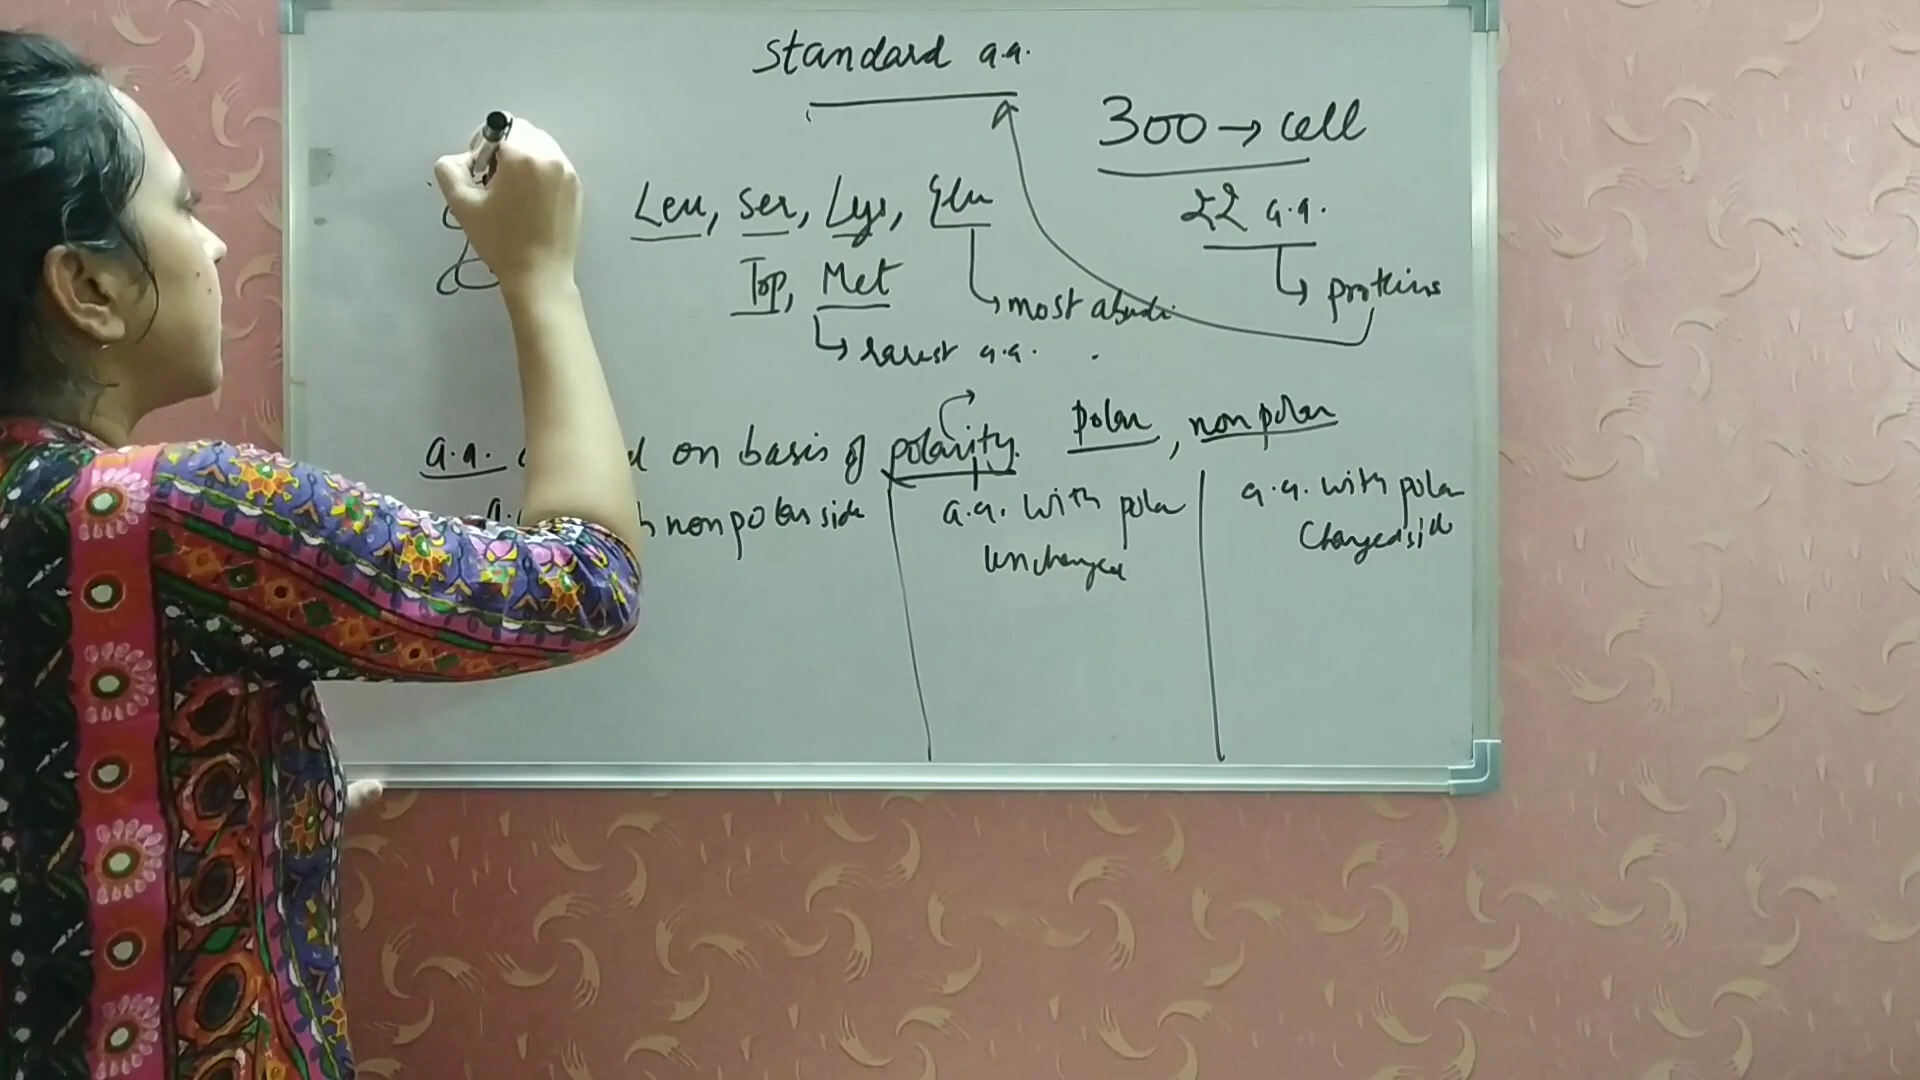 Standard a.a.
300 → cell
22 a.a.
↳ proteins
Leu, Ser, Lys, Glu
↳ most abud
Trp, Met
↳ rarest a.a.
polar, nonpolar
a.a. on basis of polarity.
nonpolar side
a.a. with polar
Uncharged
a.a. with polar
Charged side